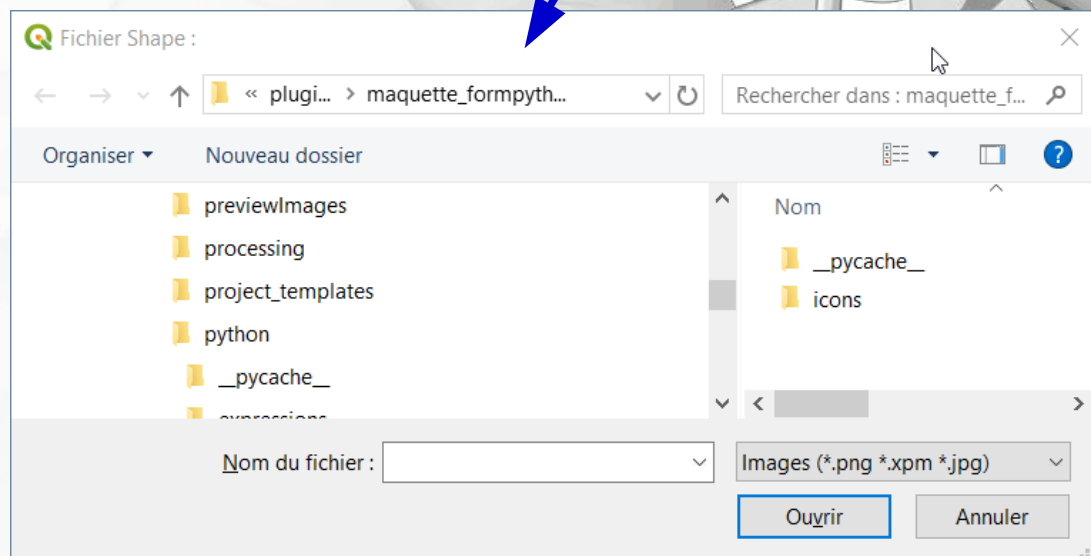 Fichier Shape :
« plugi... > maquette_formpyth...
Rechercher dans : maquette_f...
Organiser
Nouveau dossier
?
previewImages
processing
project_templates
python
__pycache__
expressions
Nom
__pycache__
icons
Nom du fichier :
Images (*.png *.xpm *.jpg)
Ouvrir
Annuler